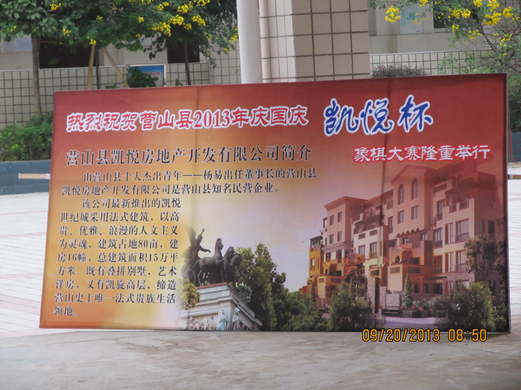 热烈祝贺营山县2013年庆国庆 凯悦杯
象棋大赛隆重举行
营山县凯悦房地产开发有限公司简介
由营山县十大杰出青年——杨易出任董事长的营山县
凯悦房地产开发有限公司是营山县知名民营企业。
该公司最新推出的凯悦
世纪城采用法式建筑，以高
贵、优雅、浪漫的人文主义
为灵魂，建筑占地80亩，建
房16幢，总建筑面积15万平
方米，既有叠拼别墅，艺术
洋房，又有凯旋高层，缔造
营山史上唯一法式贵族生活
领地
09/20/2013 08:50